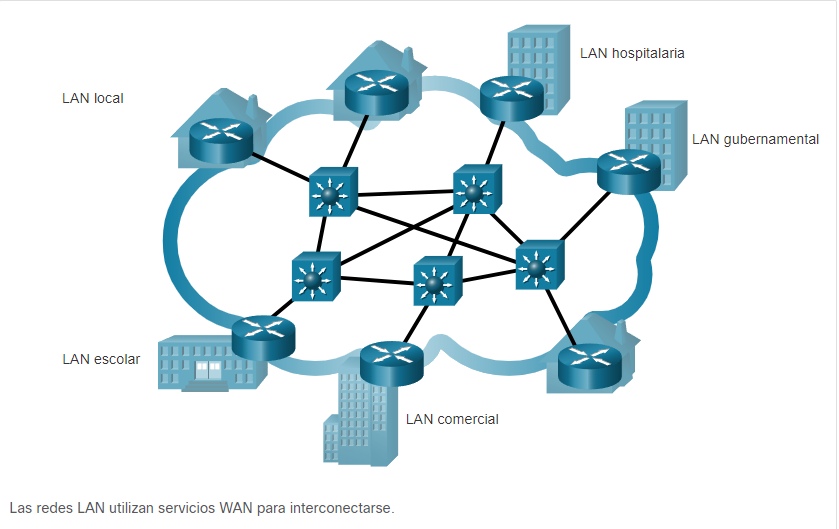 LAN hospitalaria
LAN local
LAN gubernamental
LAN escolar
LAN comercial
Las redes LAN utilizan servicios WAN para interconectarse.